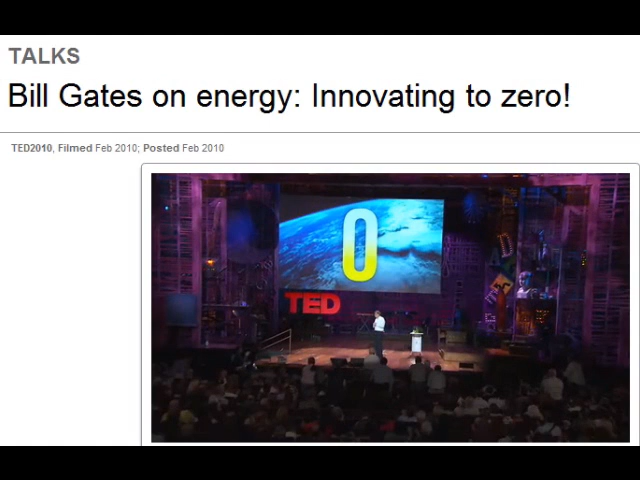 TALKS
Bill Gates on energy: Innovating to zero!
TED2010, Filmed Feb 2010; Posted Feb 2010
0
TED